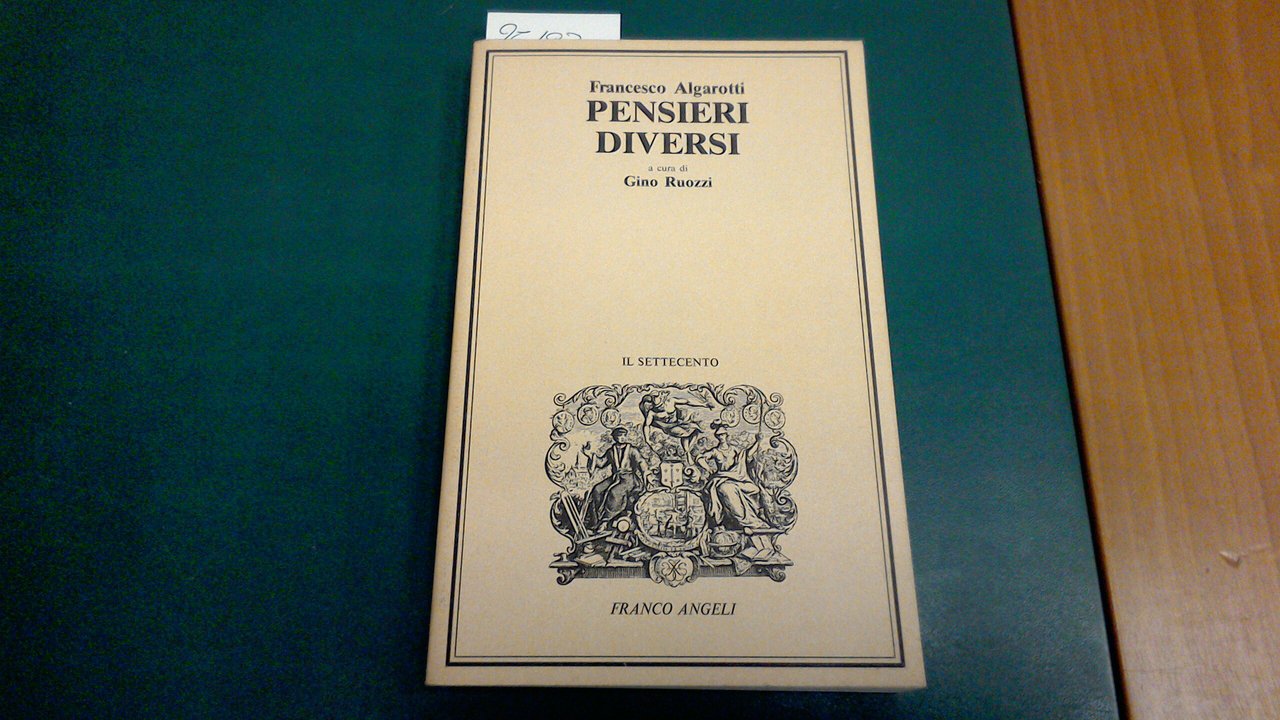 Francesco Algarotti
PENSIERI
DIVERSI
a cura di
Gino Ruozzi
IL SETTECENTO
FRANCO ANGELI